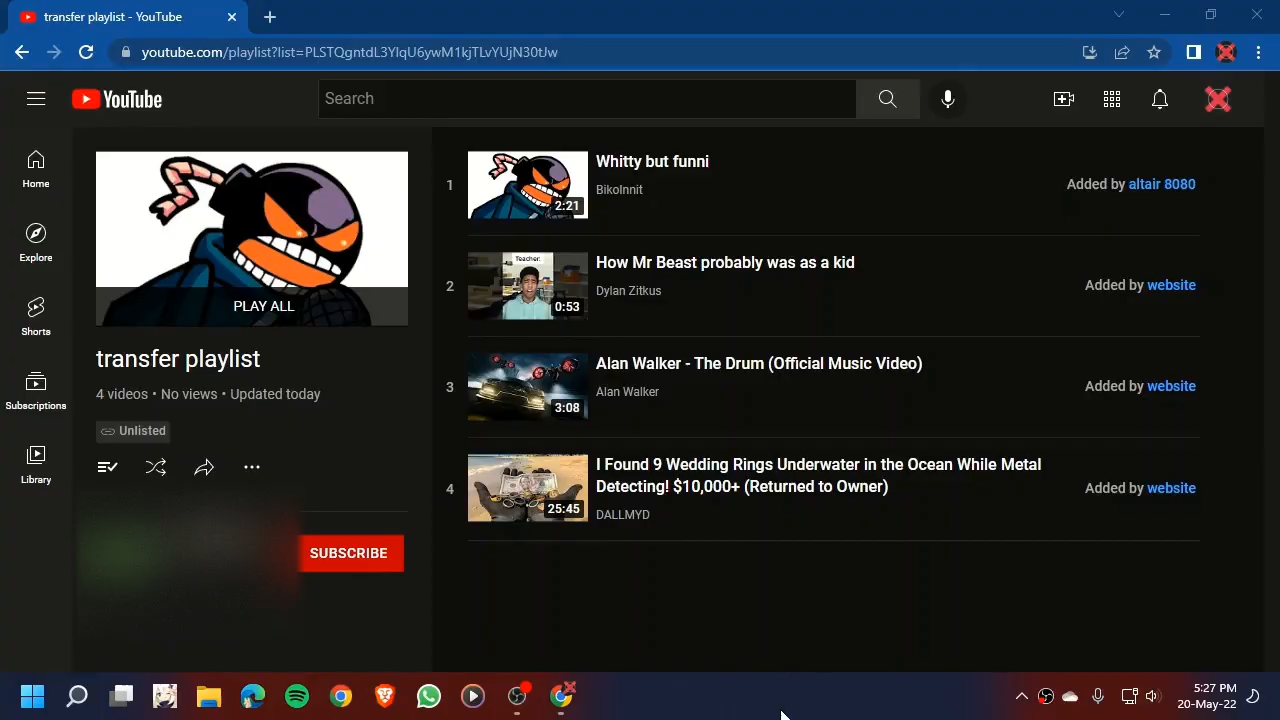 transfer playlist - YouTube
youtube.com/playlist?list=PLSTQgntdL3YlqU6ywM1kjTLvYUjN30tJw
YouTube
Search
Home
Explore
Shorts
Subscriptions
Library
PLAY ALL
transfer playlist
4 videos • No views • Updated today
Unlisted
SUBSCRIBE
1
2:21
Whitty but funni
BikoInnit
Added by altair 8080
2
Teacher:
0:53
How Mr Beast probably was as a kid
Dylan Zitkus
Added by website
3
3:08
Alan Walker - The Drum (Official Music Video)
Alan Walker
Added by website
4
25:45
I Found 9 Wedding Rings Underwater in the Ocean While Metal
Detecting! $10,000+ (Returned to Owner)
DALLMYD
Added by website
5:27 PM
20-May-22